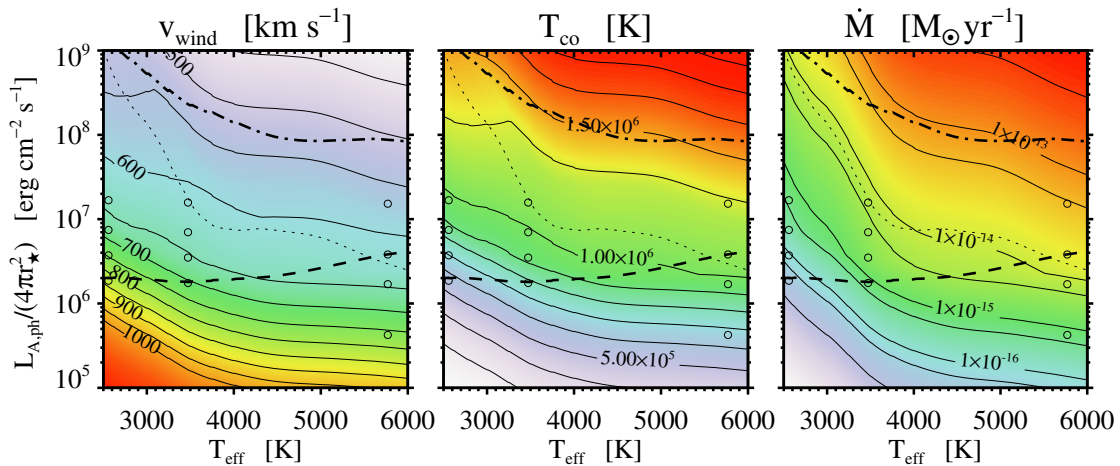 v_wind [km s⁻¹]
T_co [K]
Ṁ [M_⊙ yr⁻¹]
L_A,ph/(4πr²_★) [erg cm⁻² s⁻¹]
10⁹
10⁸
10⁷
10⁶
10⁵
500
600
700
800
900
1000
1.50×10⁶
1.00×10⁶
5.00×10⁵
1×10⁻¹³
1×10⁻¹⁴
1×10⁻¹⁵
1×10⁻¹⁶
3000 4000 5000 6000
3000 4000 5000 6000
3000 4000 5000 6000
T_eff [K]
T_eff [K]
T_eff [K]